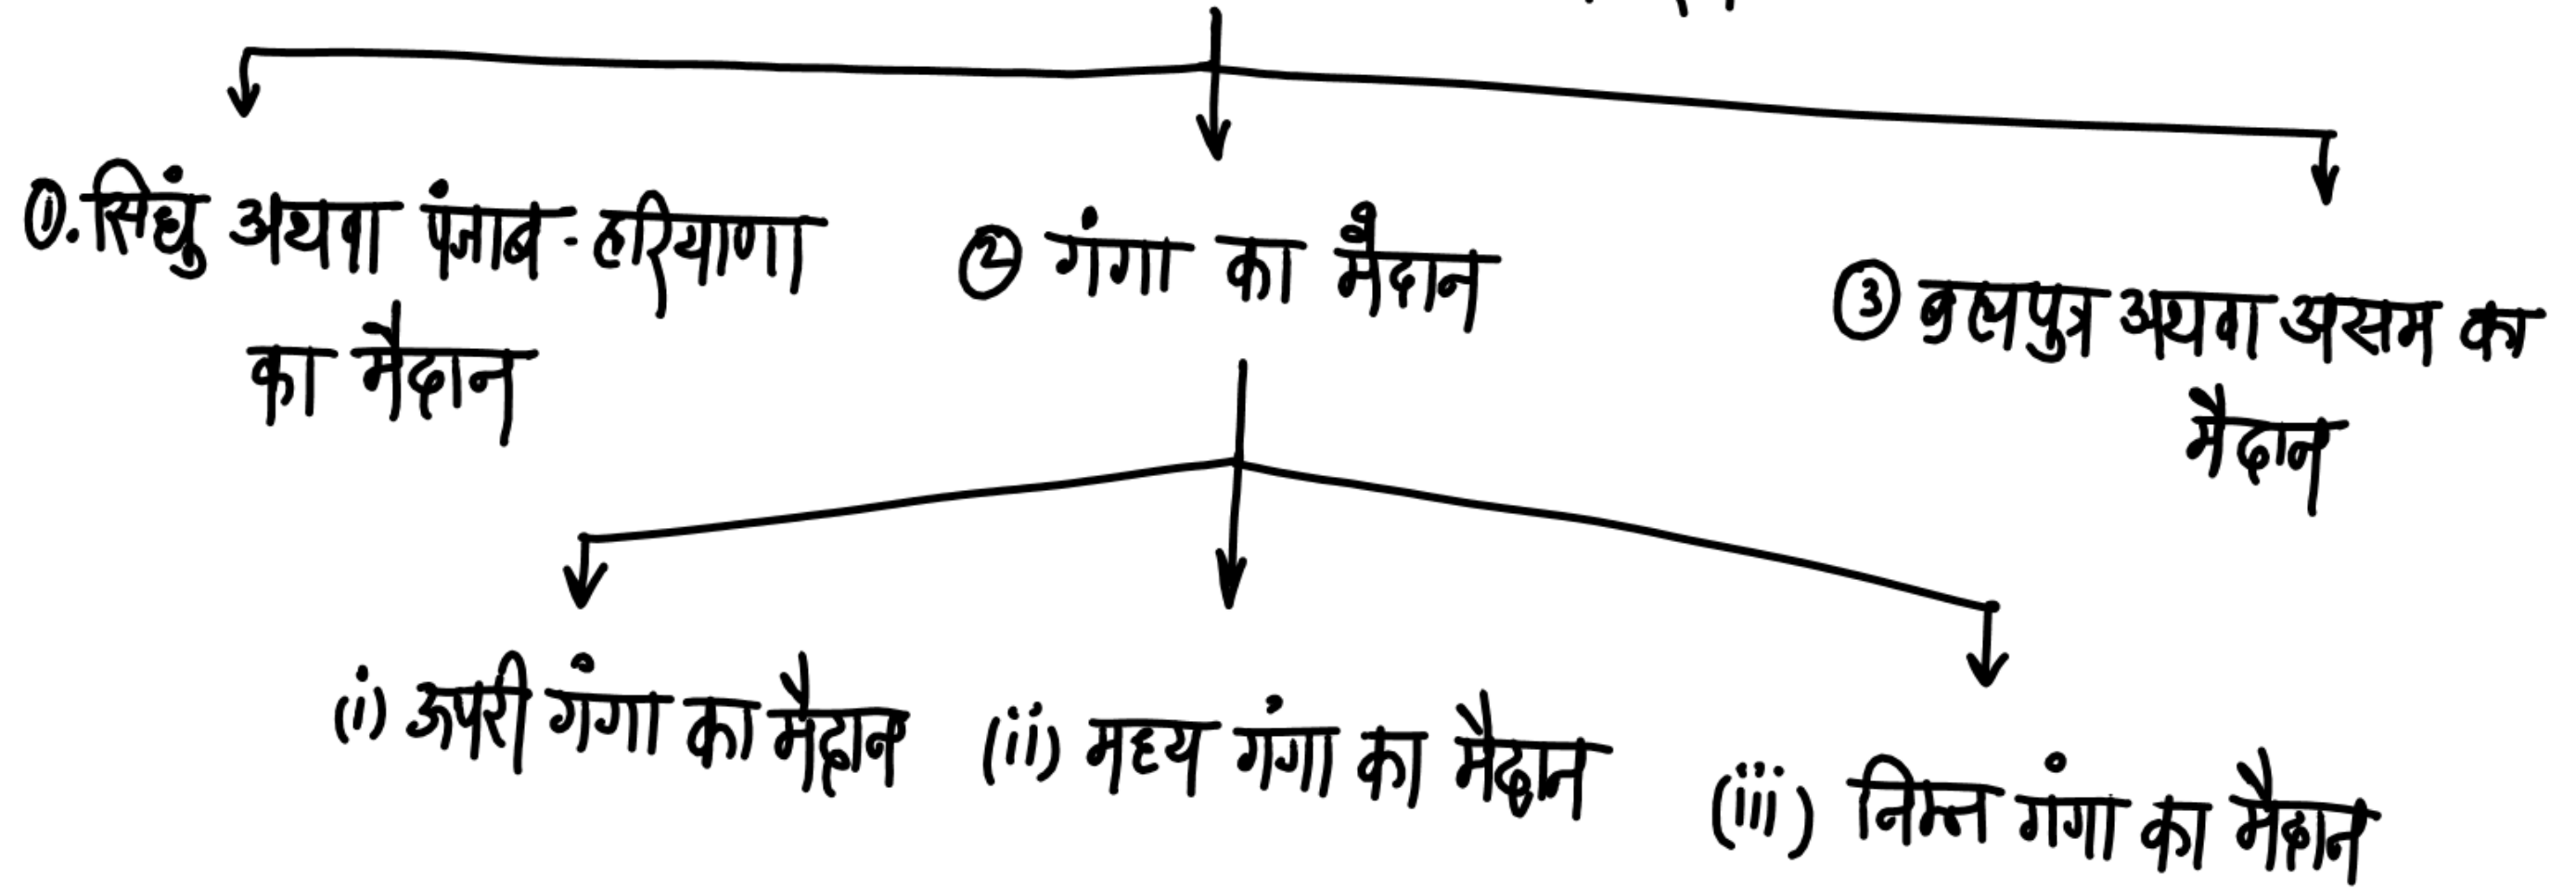 ①. सिंधुं अथवा पंजाब-हरियाणा
का मैदान
② गंगा का मैदान
③ ब्रह्मपुत्र अथवा असम का
मैदान
(i) ऊपरी गंगा का मैदान
(ii) मध्य गंगा का मैदान
(iii) निम्न गंगा का मैदान